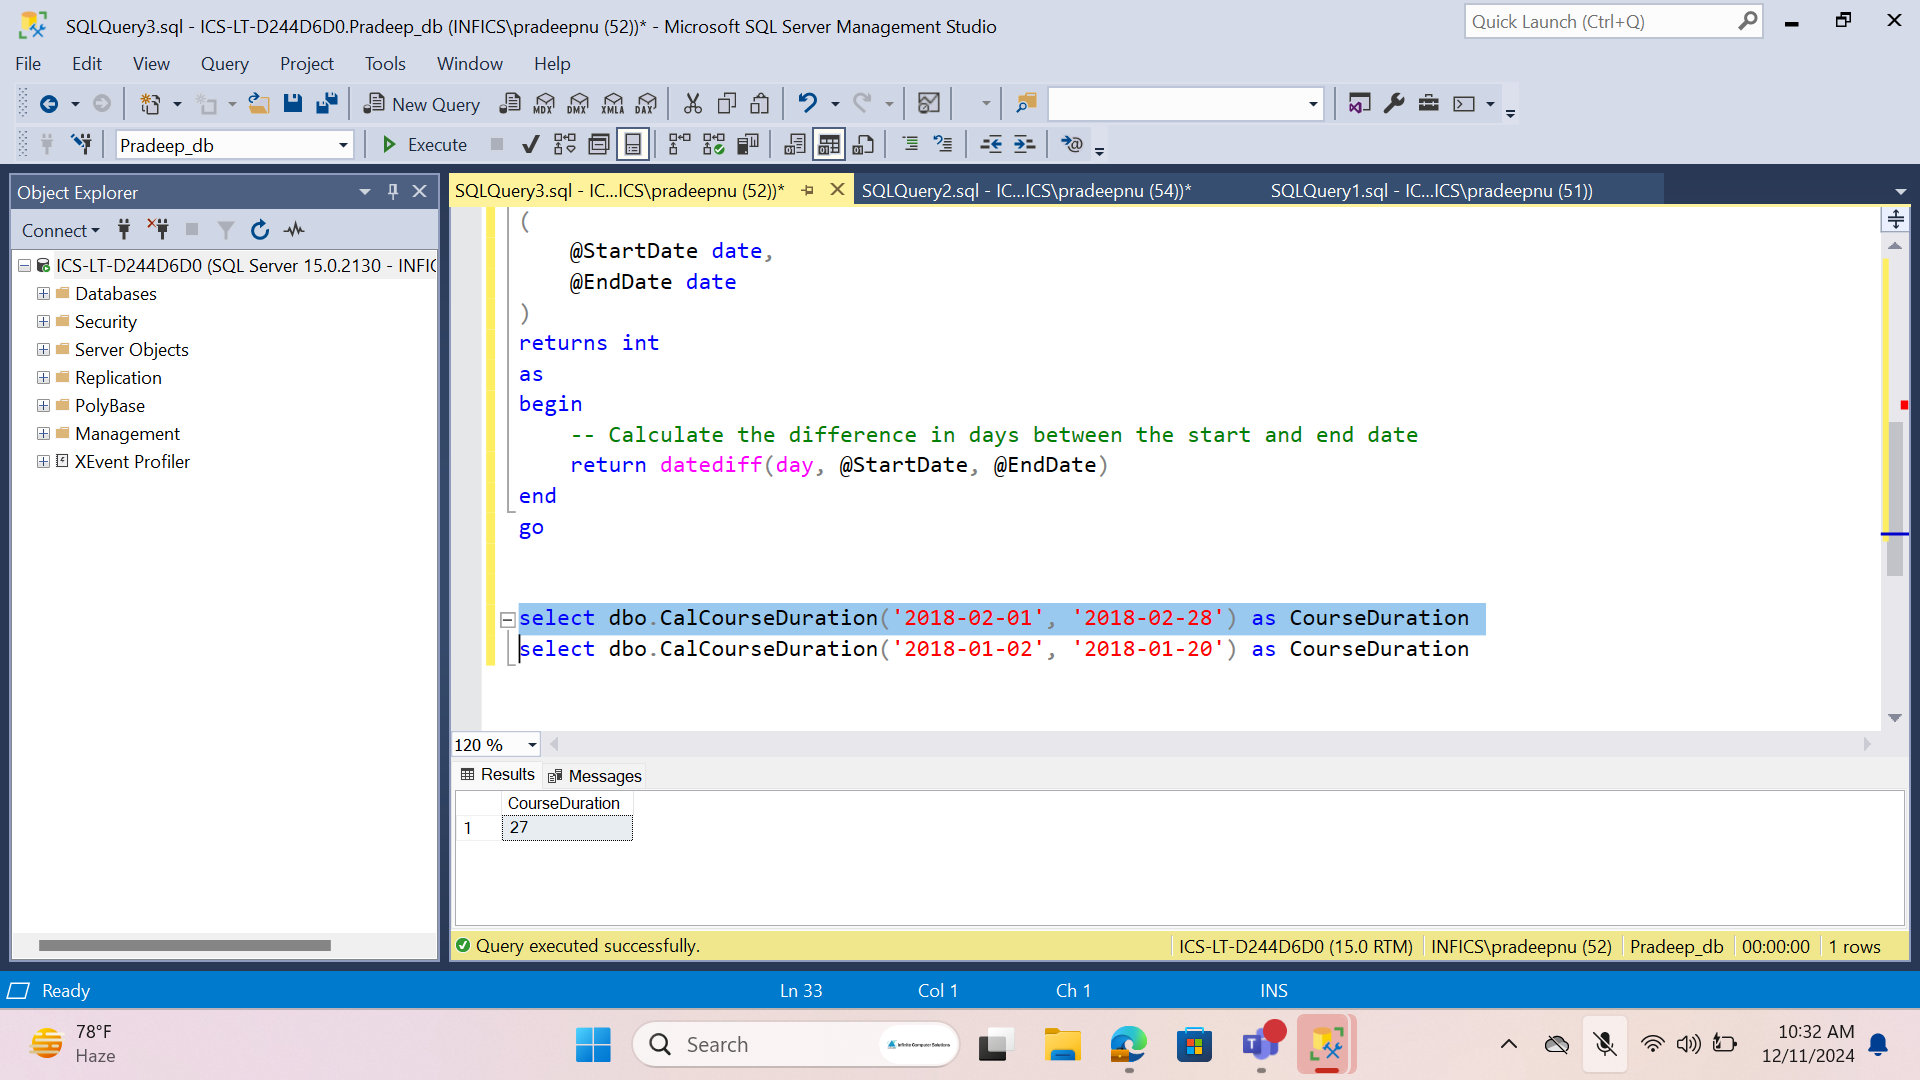 SQLQuery3.sql - ICS-LT-D244D6D0.Pradeep_db (INFICS\pradeepnu (52))* - Microsoft SQL Server Management Studio
Quick Launch (Ctrl+Q)
File Edit View Query Project Tools Window Help
New Query MDX DMX XMLA DAX
Pradeep_db Execute
Object Explorer
Connect
ICS-LT-D244D6D0 (SQL Server 15.0.2130 - INFIC
Databases
Security
Server Objects
Replication
PolyBase
Management
XEvent Profiler
SQLQuery3.sql - IC...ICS\pradeepnu (52))* SQLQuery2.sql - IC...ICS\pradeepnu (54))* SQLQuery1.sql - IC...ICS\pradeepnu (51))
(
@StartDate date,
@EndDate date
)
returns int
as
begin
-- Calculate the difference in days between the start and end date
return datediff(day, @StartDate, @EndDate)
end
go
select dbo.CalCourseDuration('2018-02-01', '2018-02-28') as CourseDuration
select dbo.CalCourseDuration('2018-01-02', '2018-01-20') as CourseDuration
120 %
Results Messages
CourseDuration
1 27
Query executed successfully. ICS-LT-D244D6D0 (15.0 RTM) INFICS\pradeepnu (52) Pradeep_db 00:00:00 1 rows
Ready Ln 33 Col 1 Ch 1 INS
78°F
Haze
Search
Infinite Computer Solutions
10:32 AM
12/11/2024